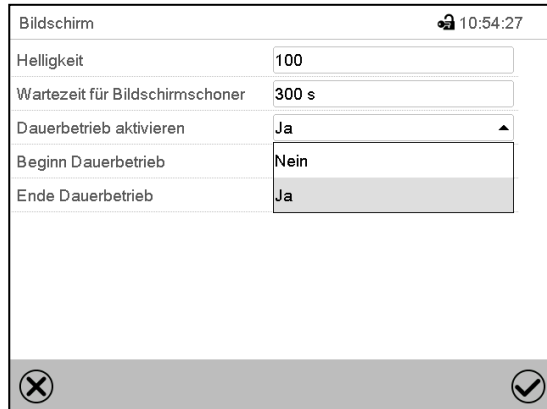 Bildschirm 10:54:27
Helligkeit 100
Wartezeit für Bildschirmschoner 300 s
Dauerbetrieb aktivieren Ja
Beginn Dauerbetrieb Nein
Ende Dauerbetrieb Ja